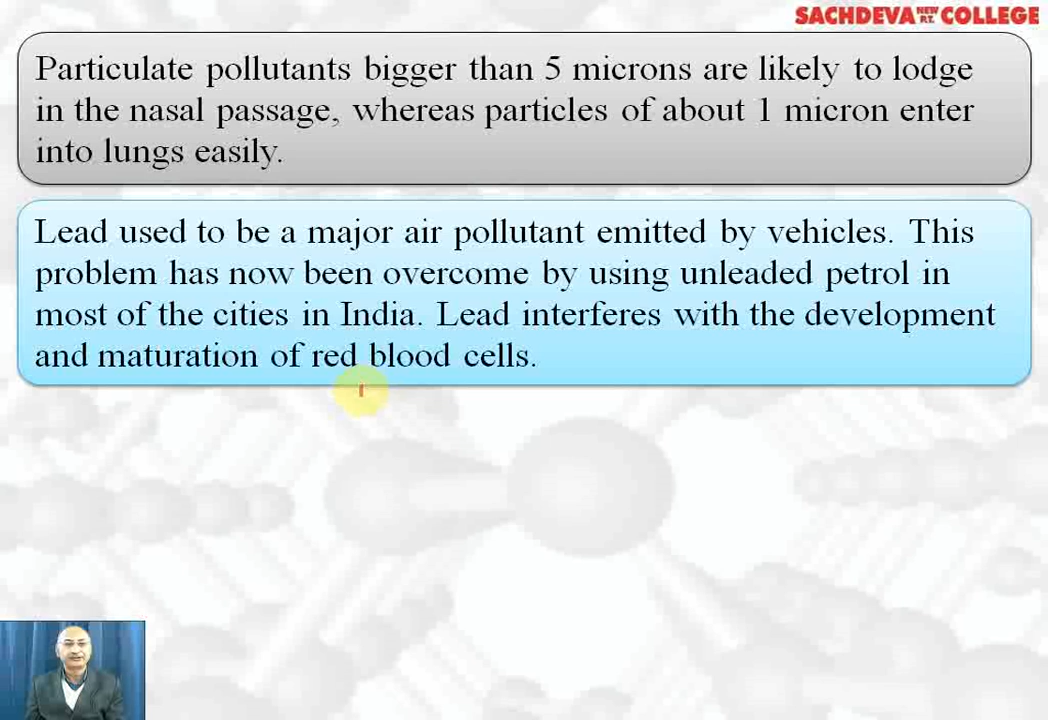 SACHDEVA NEW P.T. COLLEGE
Particulate pollutants bigger than 5 microns are likely to lodge
in the nasal passage, whereas particles of about 1 micron enter
into lungs easily.
Lead used to be a major air pollutant emitted by vehicles. This
problem has now been overcome by using unleaded petrol in
most of the cities in India. Lead interferes with the development
and maturation of red blood cells.